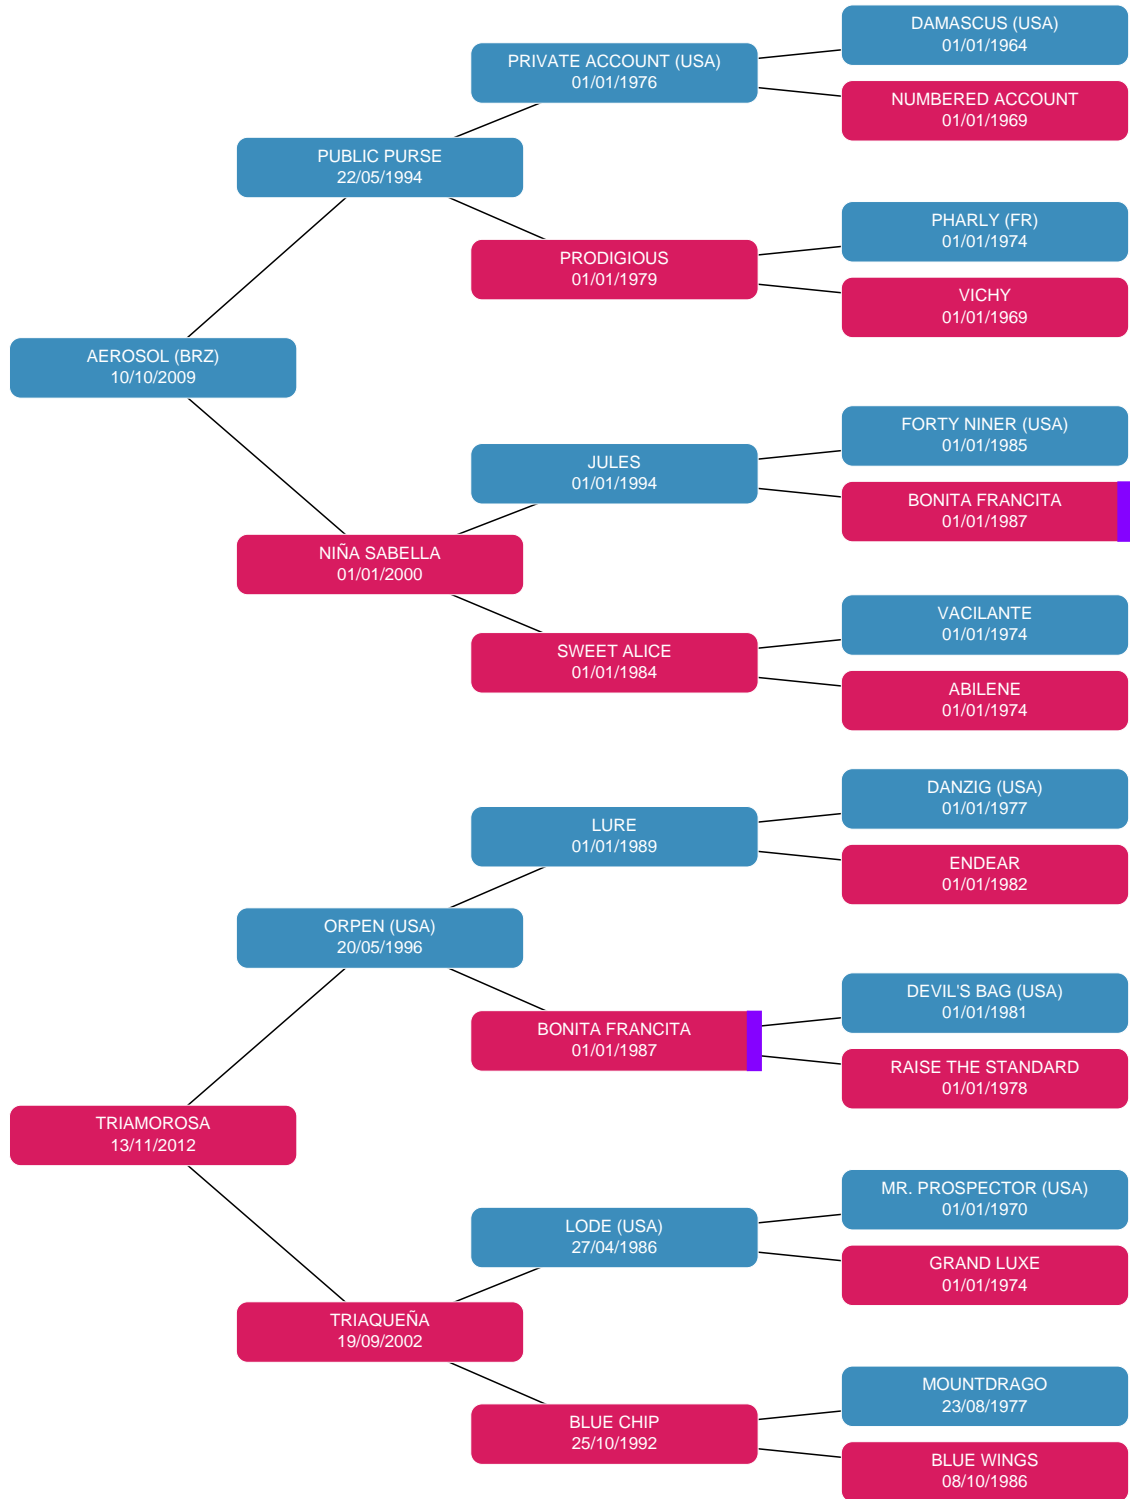 DAMASCUS (USA)
01/01/1964
PRIVATE ACCOUNT (USA)
01/01/1976
NUMBERED ACCOUNT
01/01/1969
PUBLIC PURSE
22/05/1994
PHARLY (FR)
01/01/1974
PRODIGIOUS
01/01/1979
VICHY
01/01/1969
AEROSOL (BRZ)
10/10/2009
FORTY NINER (USA)
01/01/1985
JULES
01/01/1994
BONITA FRANCITA
01/01/1987
NIÑA SABELLA
01/01/2000
VACILANTE
01/01/1974
SWEET ALICE
01/01/1984
ABILENE
01/01/1974
DANZIG (USA)
01/01/1977
LURE
01/01/1989
ENDEAR
01/01/1982
ORPEN (USA)
20/05/1996
DEVIL'S BAG (USA)
01/01/1981
BONITA FRANCITA
01/01/1987
RAISE THE STANDARD
01/01/1978
TRIAMOROSA
13/11/2012
MR. PROSPECTOR (USA)
01/01/1970
LODE (USA)
27/04/1986
GRAND LUXE
01/01/1974
TRIAQUEÑA
19/09/2002
MOUNTDRAGO
23/08/1977
BLUE CHIP
25/10/1992
BLUE WINGS
08/10/1986